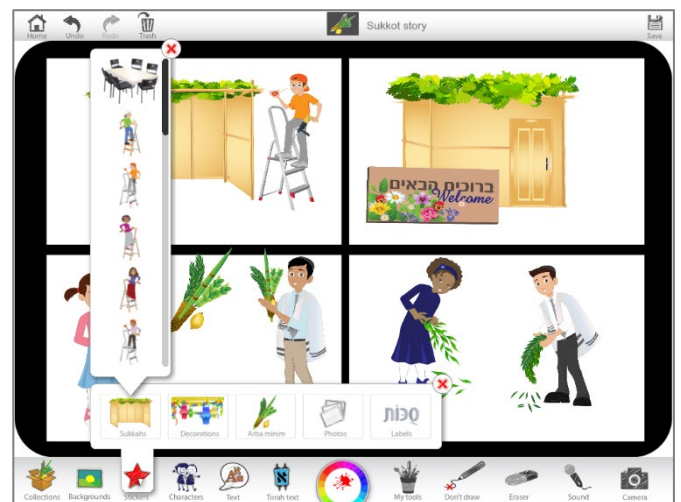 Sukkot story
Home
Undo
Redo
Trash
Save
ברוכים הבאים
Welcome
Sukkahs
Decorations
Arba minim
Photos
סֻכּוֹת
Labels
Collections
Backgrounds
Stickers
Characters
Text
Torah text
My tools
Don't draw
Eraser
Sound
Camera